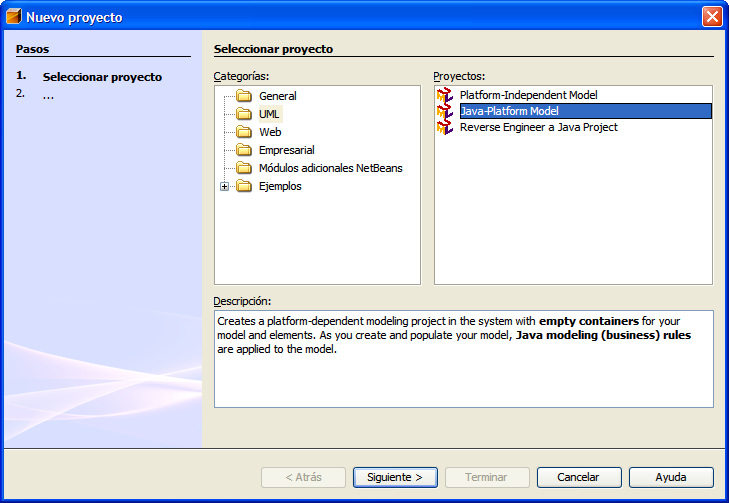 Nuevo proyecto
Pasos
1. Seleccionar proyecto
2. ...
Seleccionar proyecto
Categorías:
General
UML
Web
Empresarial
Módulos adicionales NetBeans
Ejemplos
Proyectos:
Platform-Independent Model
Java-Platform Model
Reverse Engineer a Java Project
Descripción:
Creates a platform-dependent modeling project in the system with empty containers for your
model and elements. As you create and populate your model, Java modeling (business) rules
are applied to the model.
< Atrás
Siguiente >
Terminar
Cancelar
Ayuda